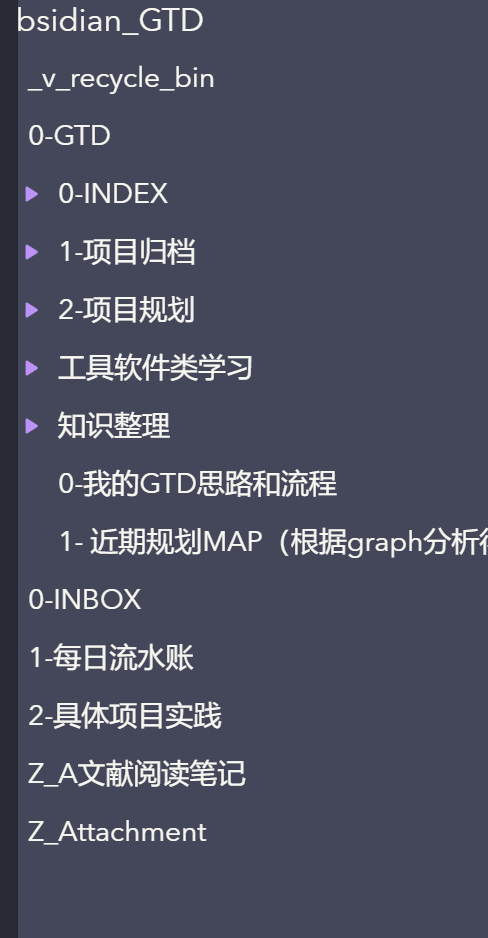 bsidian_GTD
_v_recycle_bin
0-GTD
0-INDEX
1-项目归档
2-项目规划
工具软件类学习
知识整理
0-我的GTD思路和流程
1- 近期规划MAP（根据graph分析
0-INBOX
1-每日流水账
2-具体项目实践
Z_A文献阅读笔记
Z_Attachment